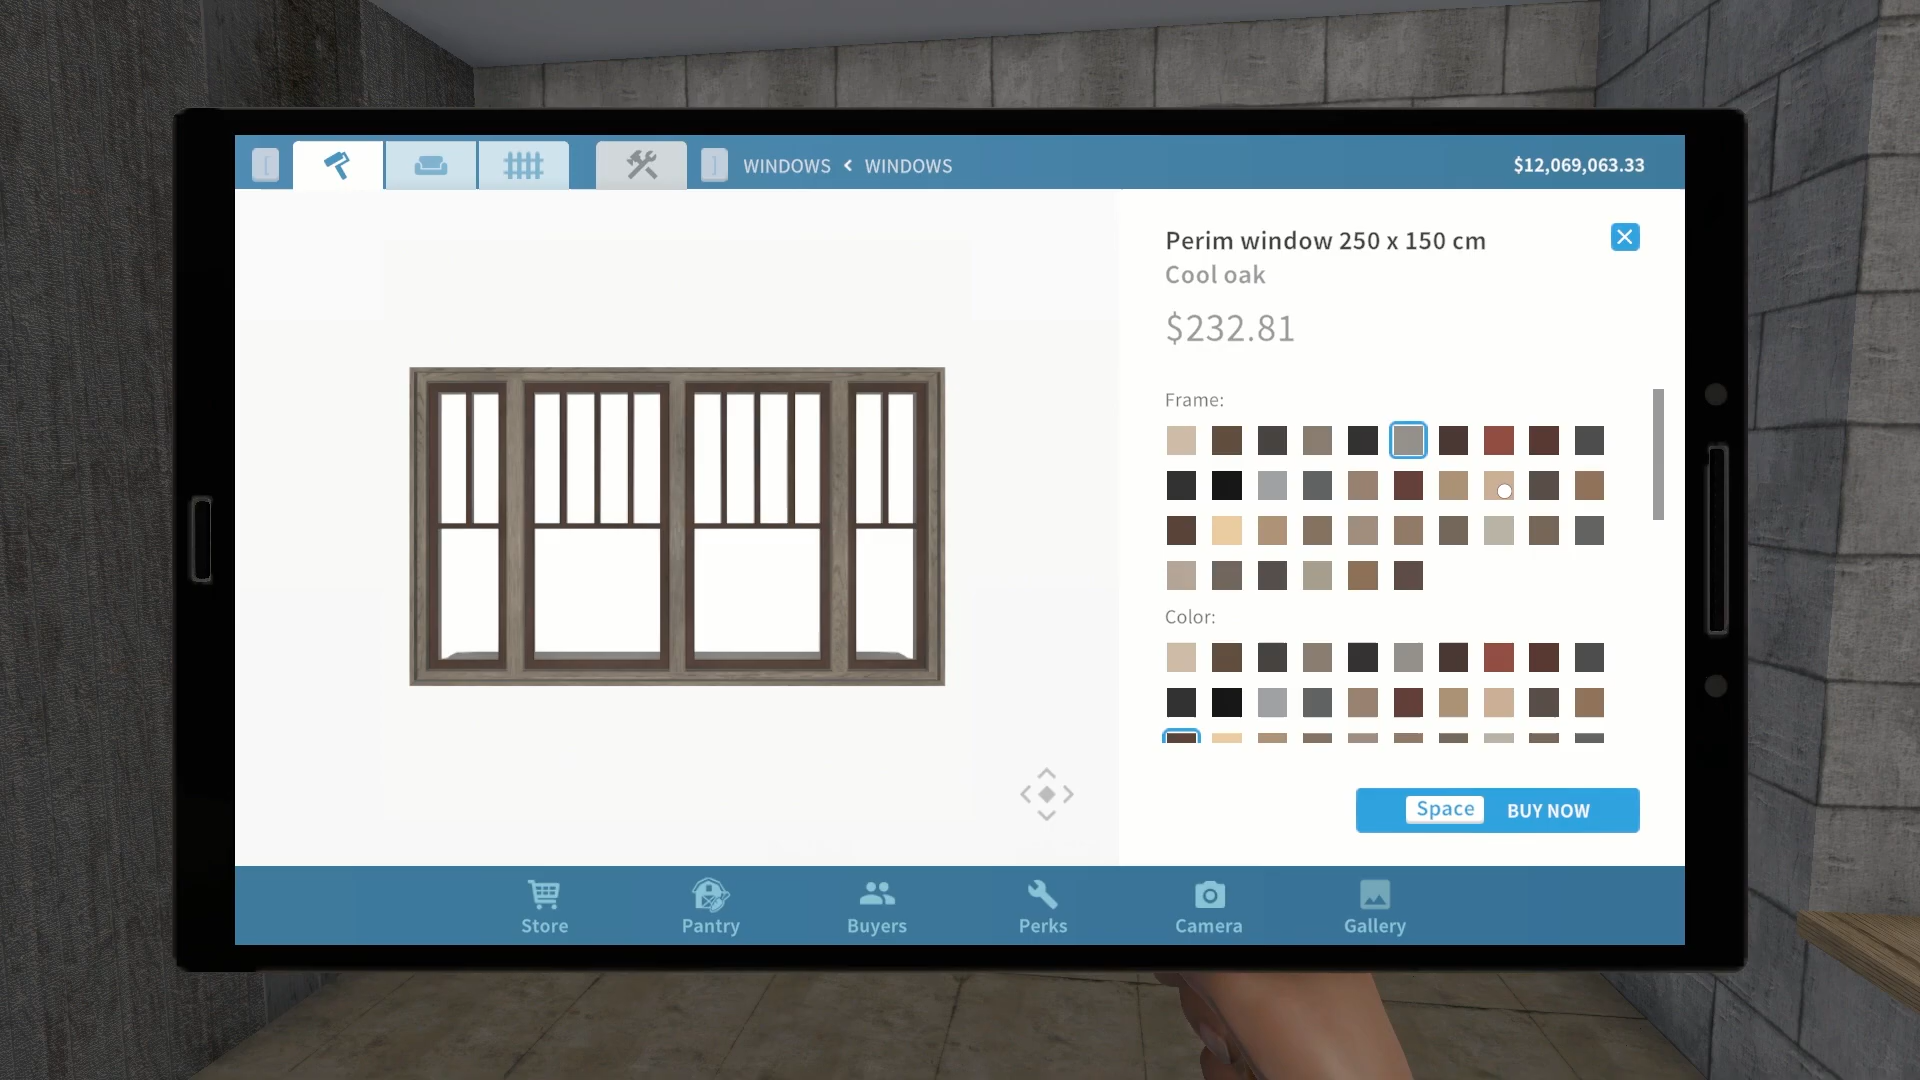 [
]
WINDOWS < WINDOWS
$12,069,063.33
Perim window 250 x 150 cm
Cool oak
$232.81
Frame:
Color:
Space BUY NOW
Store
Pantry
Buyers
Perks
Camera
Gallery